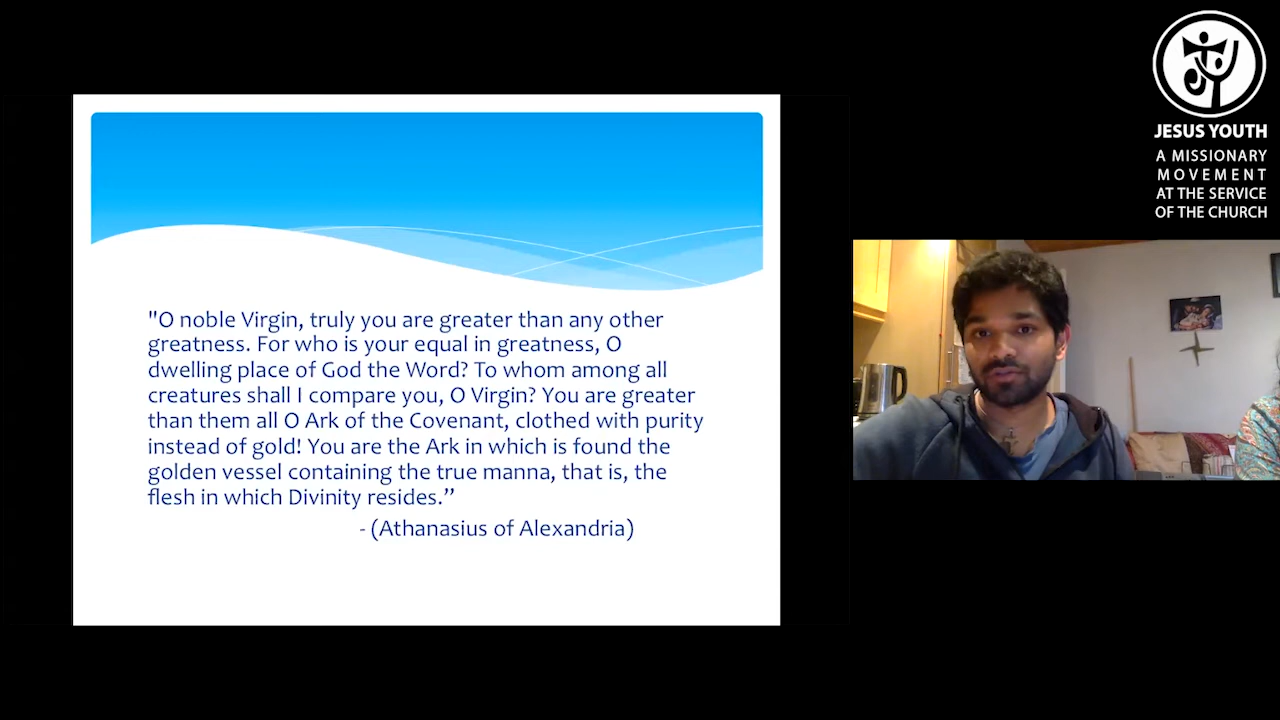 "O noble Virgin, truly you are greater than any other
greatness. For who is your equal in greatness, O
dwelling place of God the Word? To whom among all
creatures shall I compare you, O Virgin? You are greater
than them all O Ark of the Covenant, clothed with purity
instead of gold! You are the Ark in which is found the
golden vessel containing the true manna, that is, the
flesh in which Divinity resides.”
- (Athanasius of Alexandria)
JESUS YOUTH
A MISSIONARY
MOVEMENT
AT THE SERVICE
OF THE CHURCH